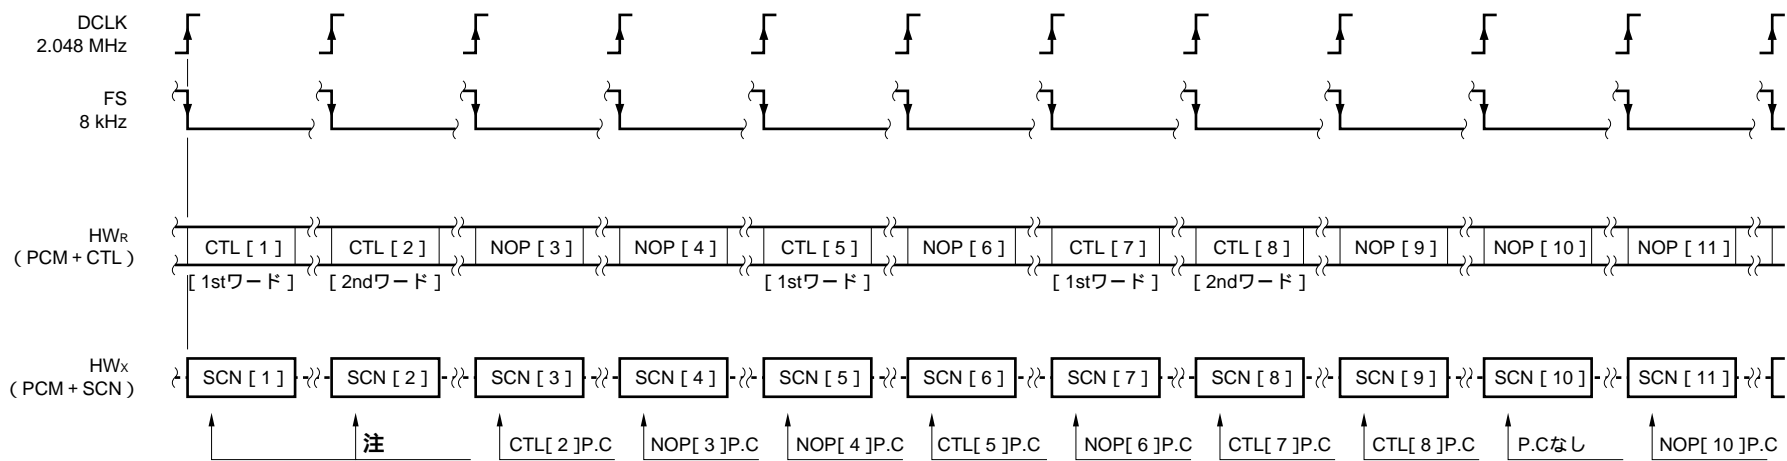 DCLK
2.048 MHz
FS
8 kHz
HWR
( PCM + CTL )
CTL [ 1 ] CTL [ 2 ] NOP [ 3 ] NOP [ 4 ] CTL [ 5 ] NOP [ 6 ] CTL [ 7 ] CTL [ 8 ] NOP [ 9 ] NOP [ 10 ] NOP [ 11 ]
[ 1stワード ] [ 2ndワード ] [ 1stワード ] [ 1stワード ] [ 2ndワード ]
HWX
( PCM + SCN )
SCN [ 1 ] SCN [ 2 ] SCN [ 3 ] SCN [ 4 ] SCN [ 5 ] SCN [ 6 ] SCN [ 7 ] SCN [ 8 ] SCN [ 9 ] SCN [ 10 ] SCN [ 11 ]
注 CTL[ 2 ]P.C NOP[ 3 ]P.C NOP[ 4 ]P.C CTL[ 5 ]P.C NOP[ 6 ]P.C CTL[ 7 ]P.C CTL[ 8 ]P.C P.Cなし NOP[ 10 ]P.C